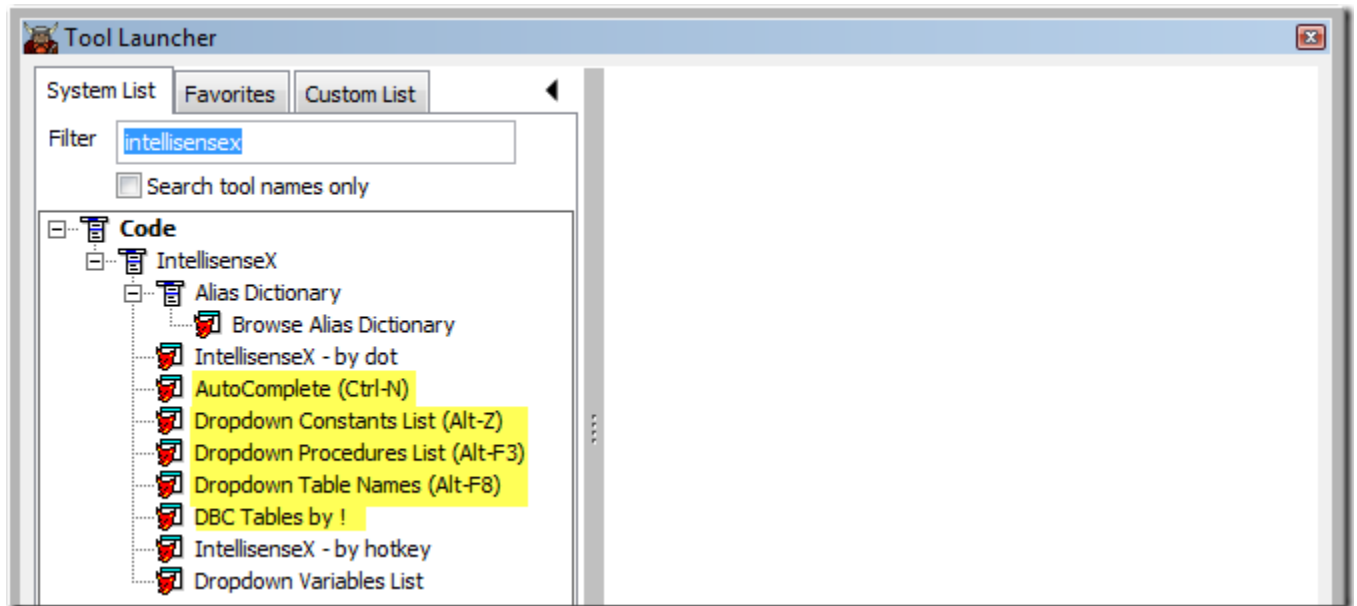 Tool Launcher
System List Favorites Custom List
Filter intellisensex
Search tool names only
Code
IntellisenseX
Alias Dictionary
Browse Alias Dictionary
IntellisenseX - by dot
AutoComplete (Ctrl-N)
Dropdown Constants List (Alt-Z)
Dropdown Procedures List (Alt-F3)
Dropdown Table Names (Alt-F8)
DBC Tables by !
IntellisenseX - by hotkey
Dropdown Variables List